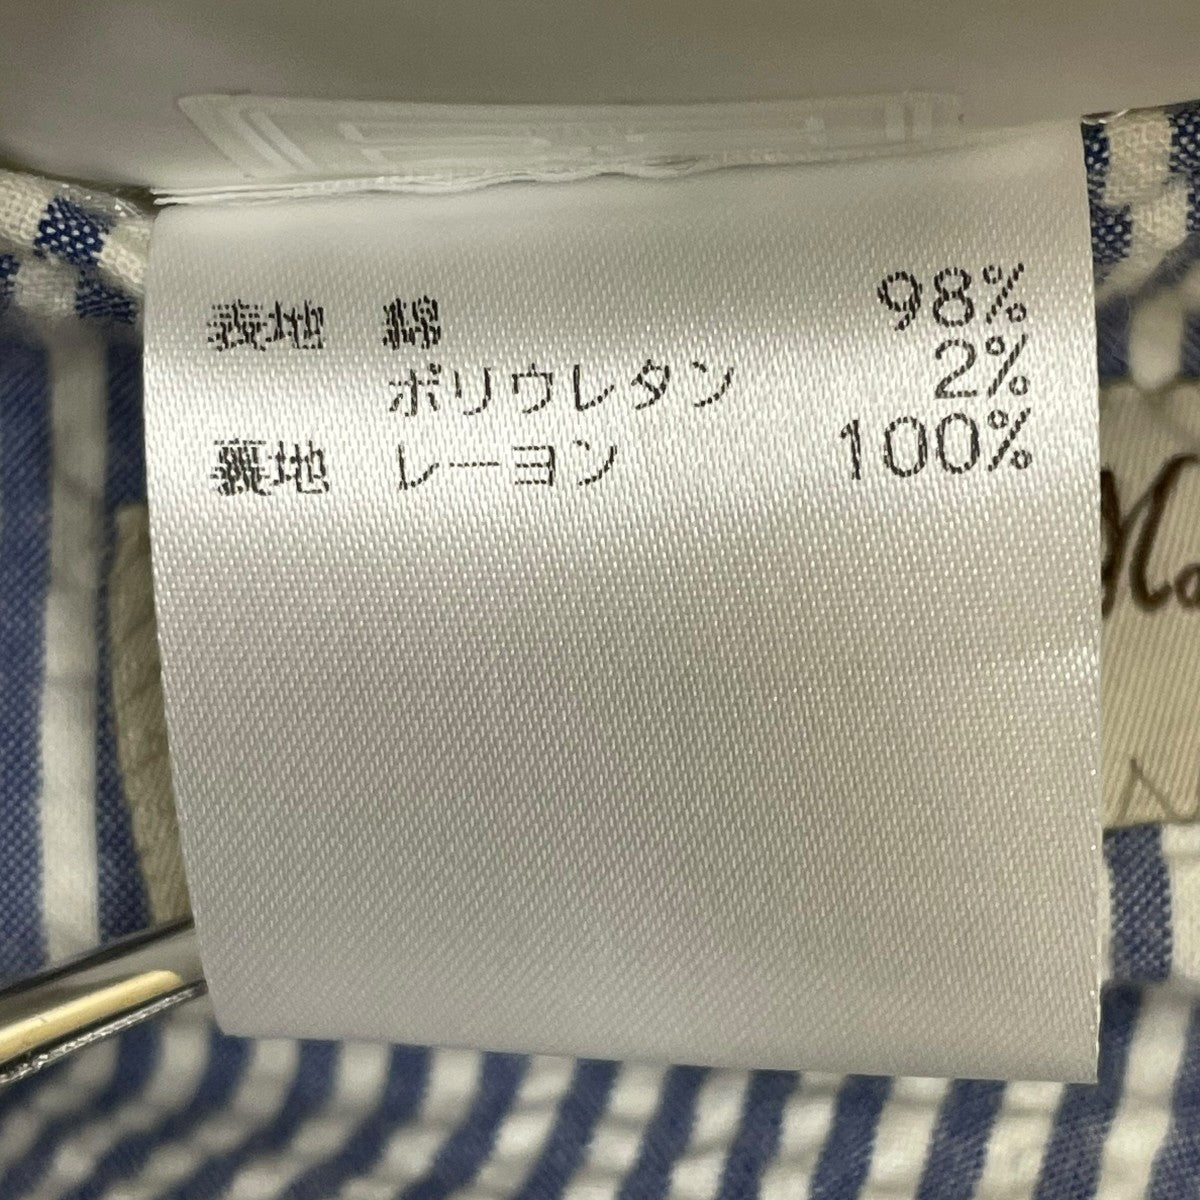 表地 綿 98%
ポリウレタン 2%
裏地 レーヨン 100%